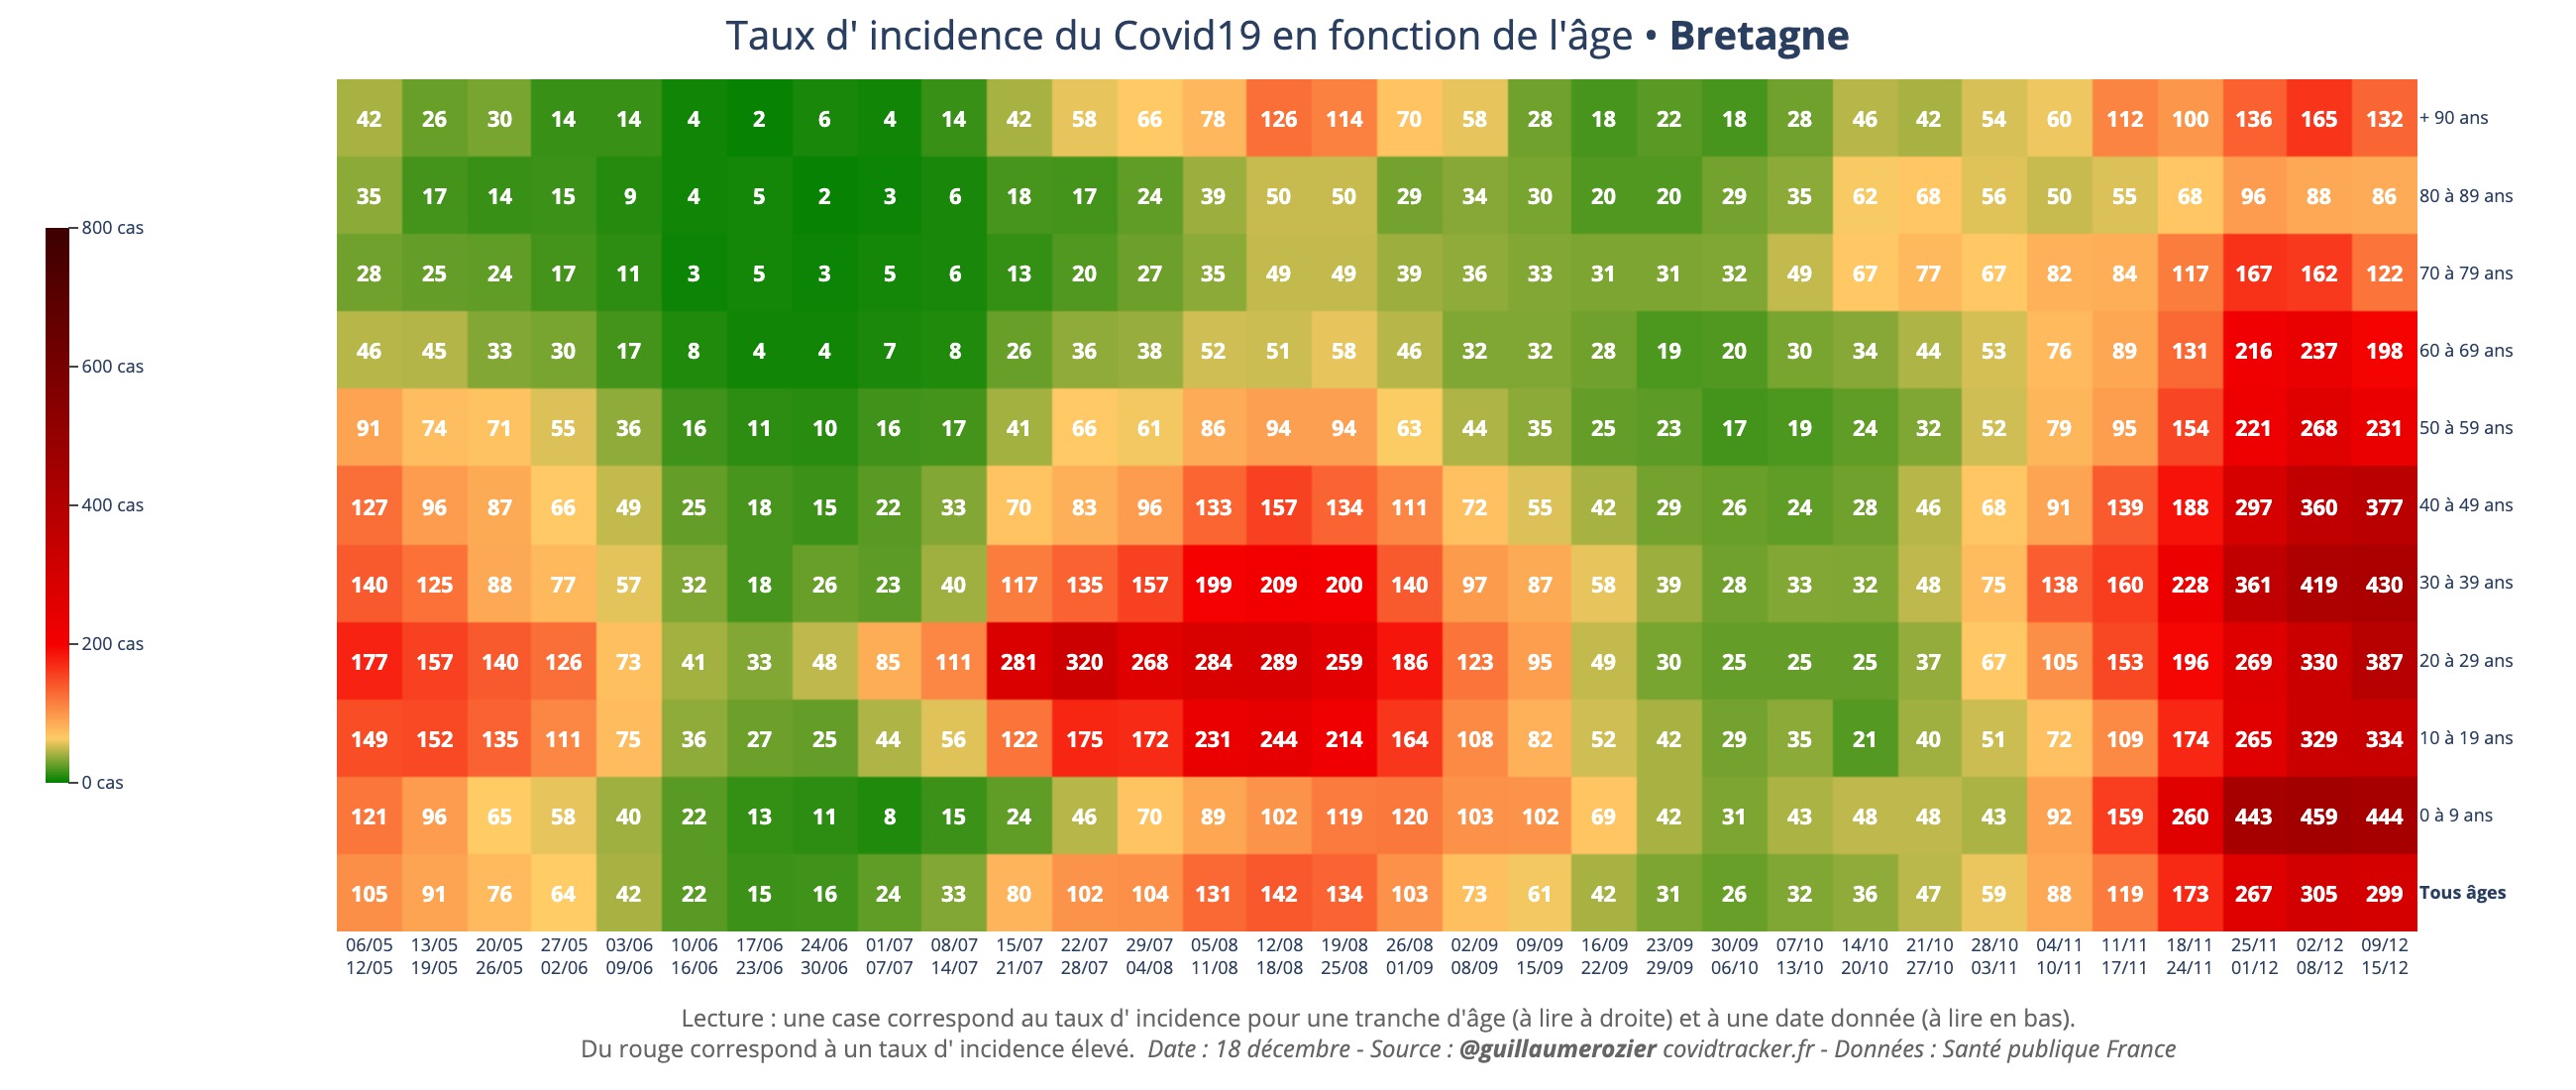 Taux d' incidence du Covid19 en fonction de l'âge • Bretagne
800 cas
600 cas
400 cas
200 cas
0 cas
42 26 30 14 14 4 2 6 4 14 42 58 66 78 126 114 70 58 28 18 22 18 28 46 42 54 60 112 100 136 165 132 + 90 ans
35 17 14 15 9 4 5 2 3 6 18 17 24 39 50 50 29 34 30 20 20 29 35 62 68 56 50 55 68 96 88 86 80 à 89 ans
28 25 24 17 11 3 5 3 5 6 13 20 27 35 49 49 39 36 33 31 31 32 49 67 77 67 82 84 117 167 162 122 70 à 79 ans
46 45 33 30 17 8 4 4 7 8 26 36 38 52 51 58 46 32 32 28 19 20 30 34 44 53 76 89 131 216 237 198 60 à 69 ans
91 74 71 55 36 16 11 10 16 17 41 66 61 86 94 94 63 44 35 25 23 17 19 24 32 52 79 95 154 221 268 231 50 à 59 ans
127 96 87 66 49 25 18 15 22 33 70 83 96 133 157 134 111 72 55 42 29 26 24 28 46 68 91 139 188 297 360 377 40 à 49 ans
140 125 88 77 57 32 18 26 23 40 117 135 157 199 209 200 140 97 87 58 39 28 33 32 48 75 138 160 228 361 419 430 30 à 39 ans
177 157 140 126 73 41 33 48 85 111 281 320 268 284 289 259 186 123 95 49 30 25 25 25 37 67 105 153 196 269 330 387 20 à 29 ans
149 152 135 111 75 36 27 25 44 56 122 175 172 231 244 214 164 108 82 52 42 29 35 21 40 51 72 109 174 265 329 334 10 à 19 ans
121 96 65 58 40 22 13 11 8 15 24 46 70 89 102 119 120 103 102 69 42 31 43 48 48 43 92 159 260 443 459 444 0 à 9 ans
105 91 76 64 42 22 15 16 24 33 80 102 104 131 142 134 103 73 61 42 31 26 32 36 47 59 88 119 173 267 305 299 Tous âges
06/05 13/05 20/05 27/05 03/06 10/06 17/06 24/06 01/07 08/07 15/07 22/07 29/07 05/08 12/08 19/08 26/08 02/09 09/09 16/09 23/09 30/09 07/10 14/10 21/10 28/10 04/11 11/11 18/11 25/11 02/12 09/12
12/05 19/05 26/05 02/06 09/06 16/06 23/06 30/06 07/07 14/07 21/07 28/07 04/08 11/08 18/08 25/08 01/09 08/09 15/09 22/09 29/09 06/10 13/10 20/10 27/10 03/11 10/11 17/11 24/11 01/12 08/12 15/12
Lecture : une case correspond au taux d' incidence pour une tranche d'âge (à lire à droite) et à une date donnée (à lire en bas).
Du rouge correspond à un taux d' incidence élevé. Date : 18 décembre - Source : @guillaumerozier covidtracker.fr - Données : Santé publique France